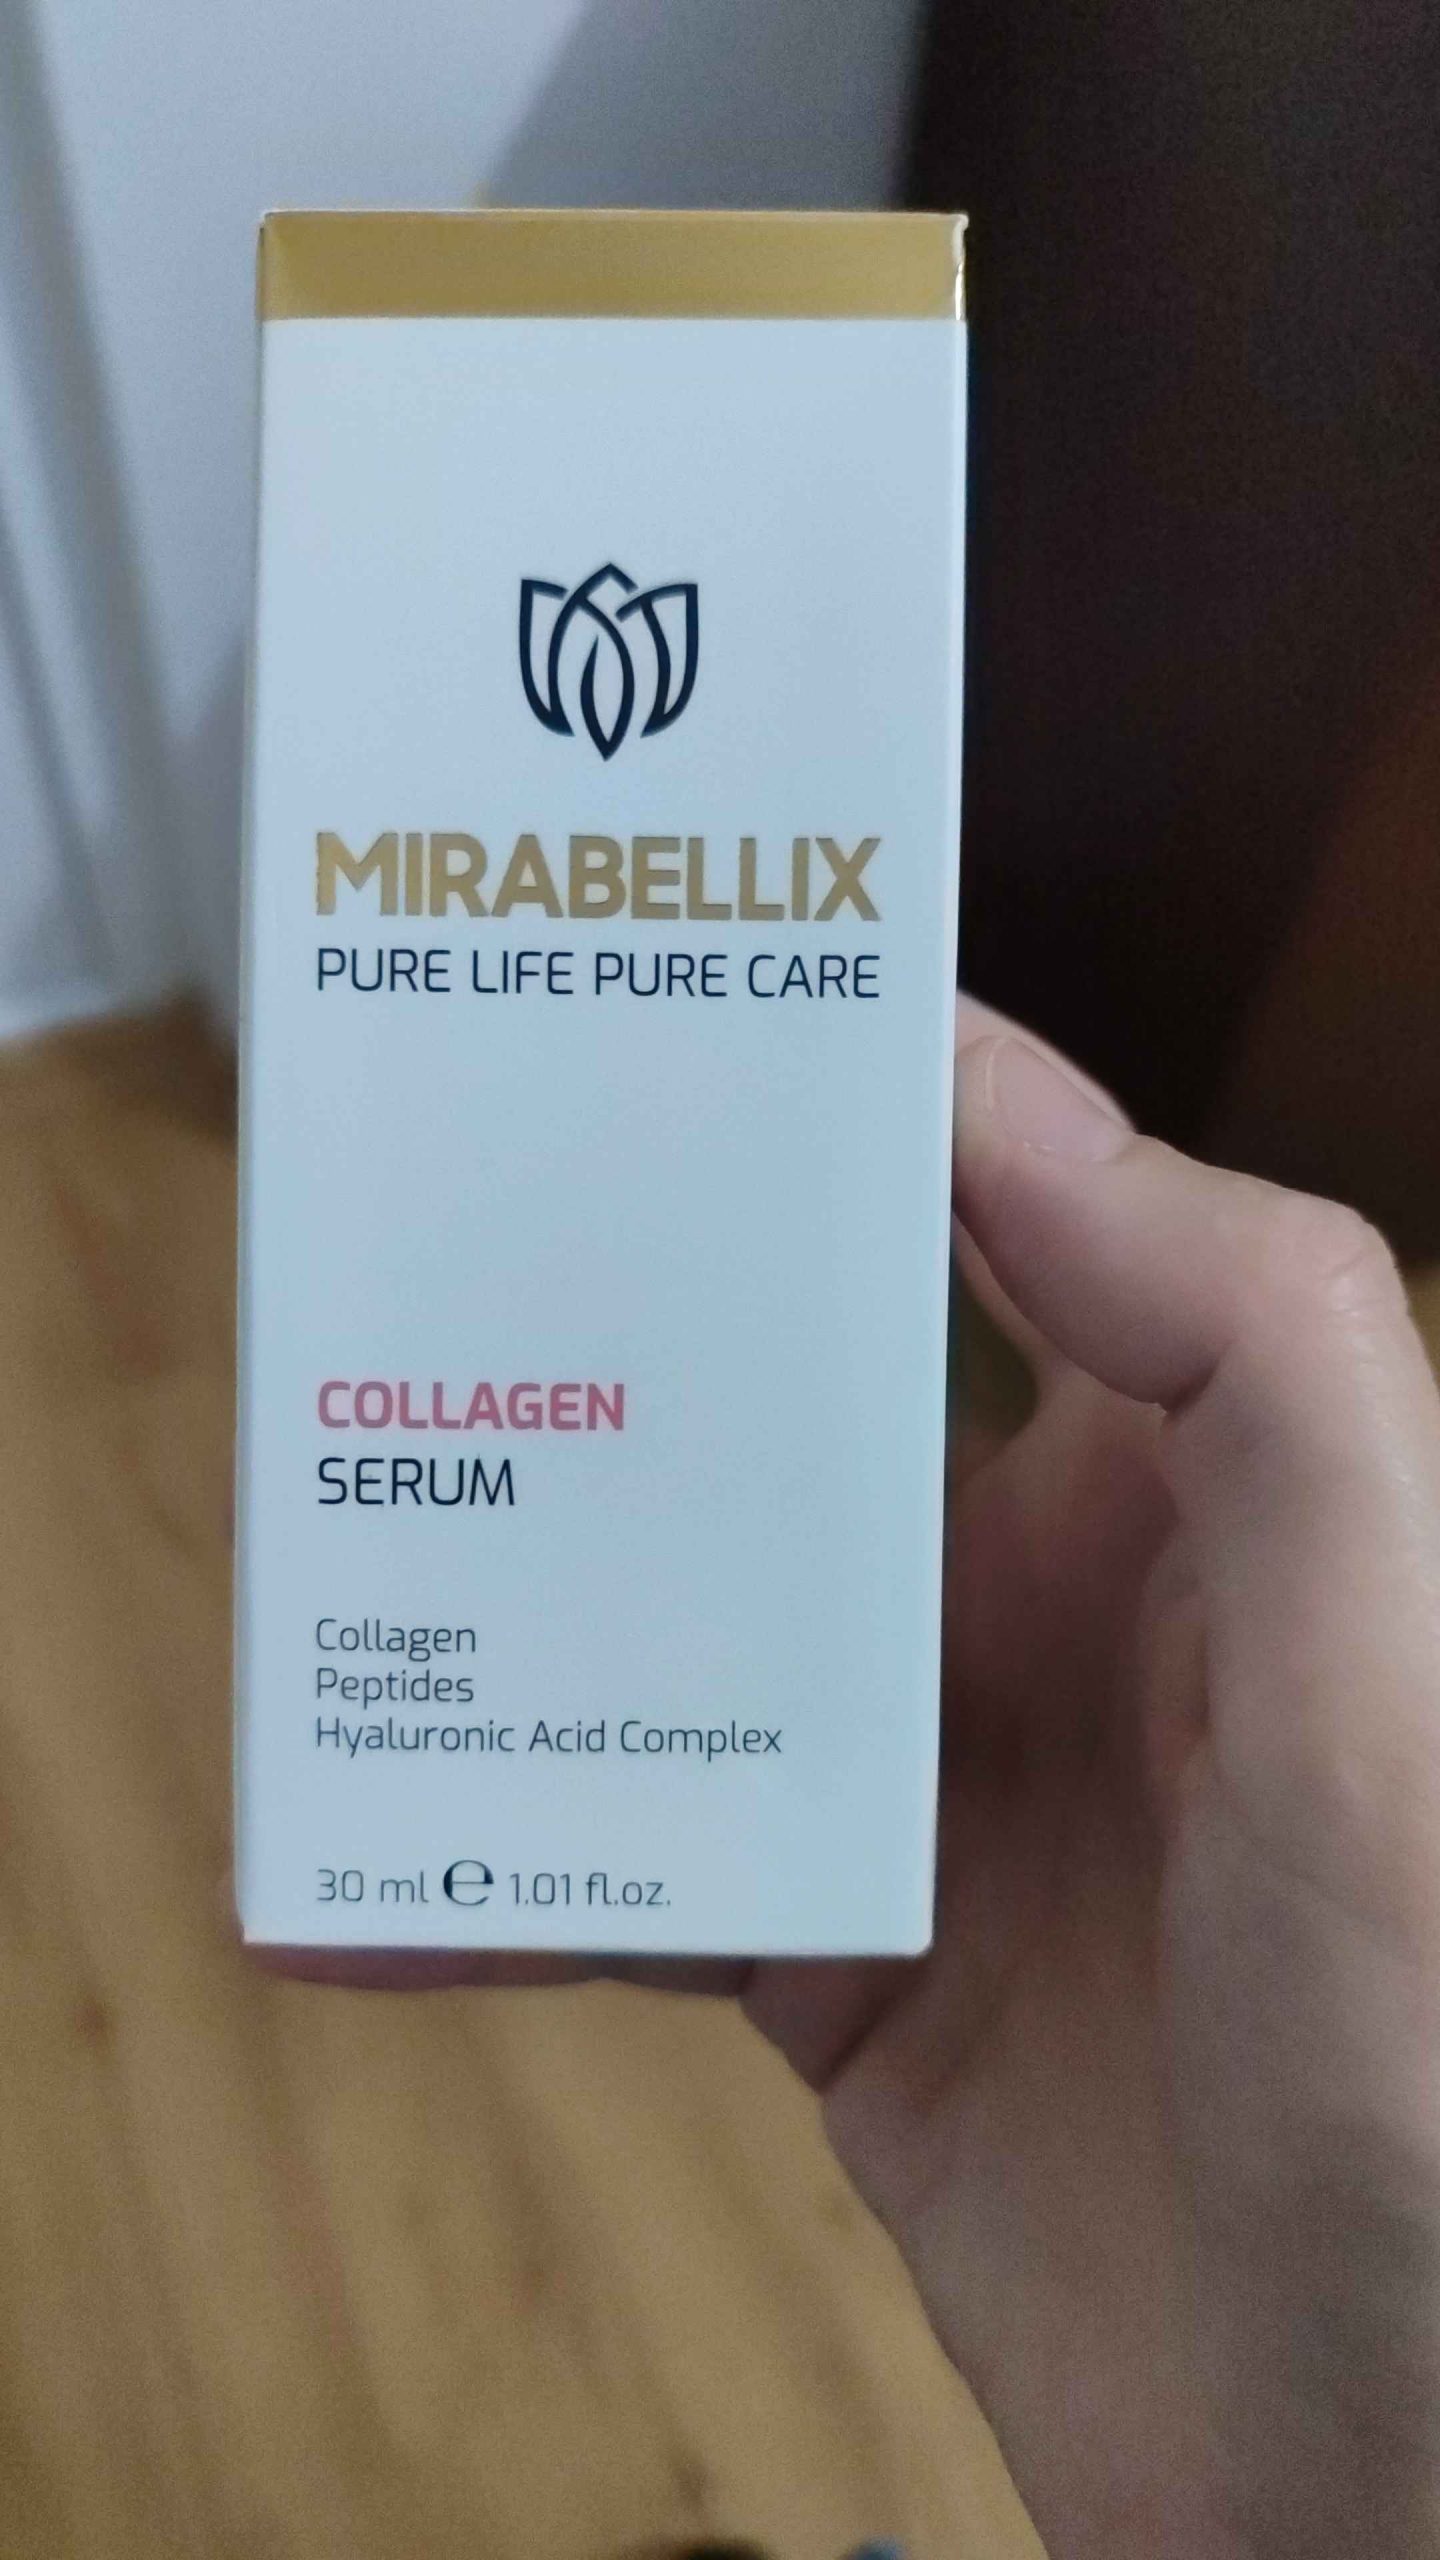 MIRABELLIX
PURE LIFE PURE CARE
COLLAGEN
SERUM
Collagen
Peptides
Hyaluronic Acid Complex
30 ml ℮ 1.01 fl.oz.